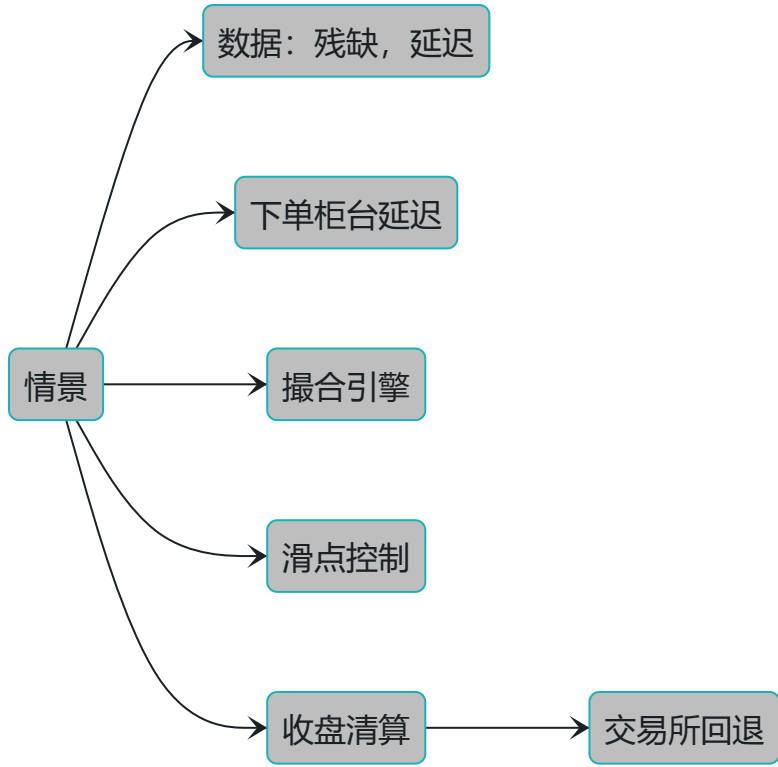 数据：残缺，延迟
下单柜台延迟
情景
撮合引擎
滑点控制
收盘清算
交易所回退